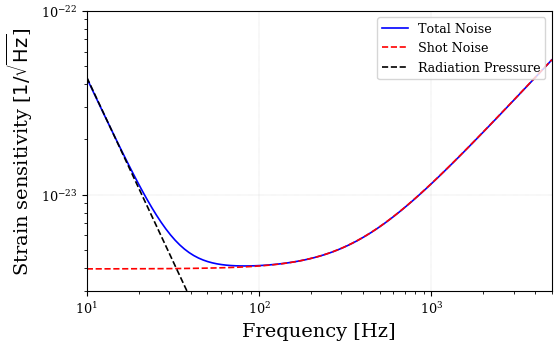 Strain sensitivity [1/√Hz]
10⁻²²
10⁻²³
Total Noise
Shot Noise
Radiation Pressure
10¹
10²
10³
Frequency [Hz]